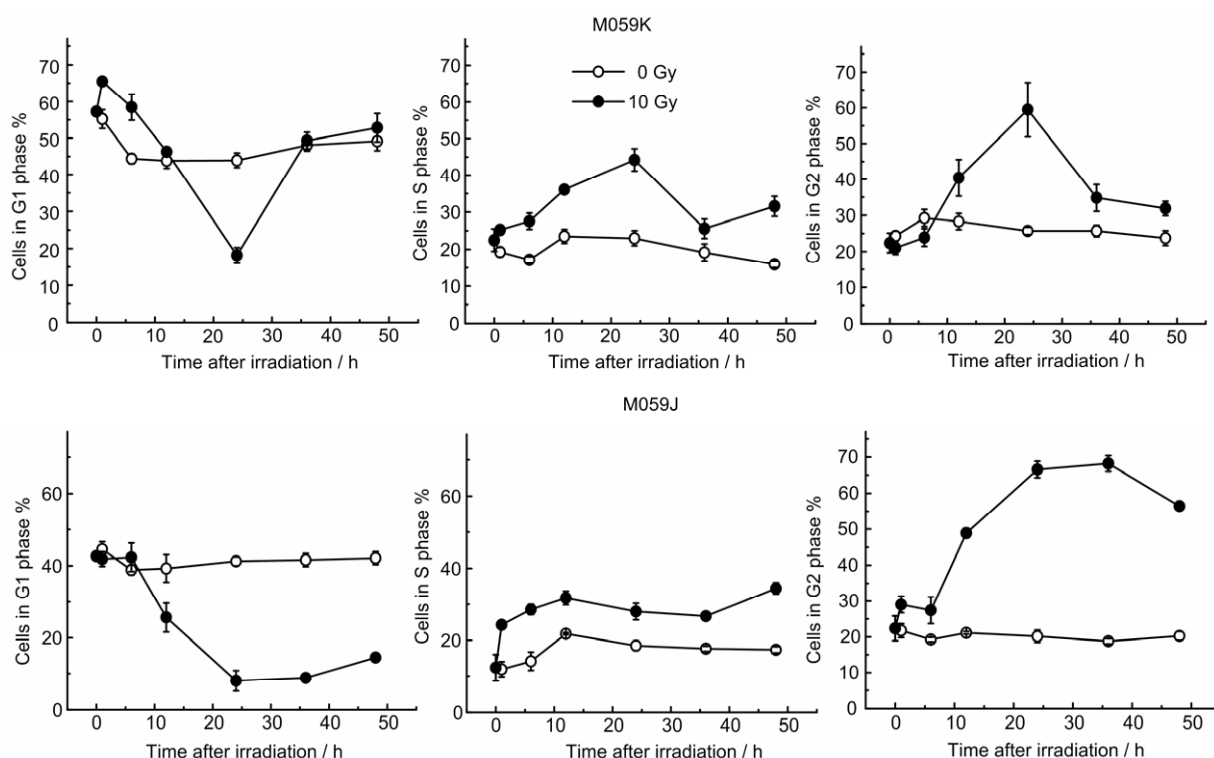 M059K
Cells in G1 phase %
70
60
50
40
30
20
10
0
0 10 20 30 40 50
Time after irradiation / h
Cells in S phase %
70
60
50
40
30
20
10
0
0 Gy
10 Gy
0 10 20 30 40 50
Time after irradiation / h
Cells in G2 phase %
70
60
50
40
30
20
10
0
0 10 20 30 40 50
Time after irradiation / h
M059J
Cells in G1 phase %
60
40
20
0
0 10 20 30 40 50
Time after irradiation / h
Cells in S phase %
60
40
20
0
0 10 20 30 40 50
Time after irradiation / h
Cells in G2 phase %
70
60
50
40
30
20
10
0
0 10 20 30 40 50
Time after irradiation / h